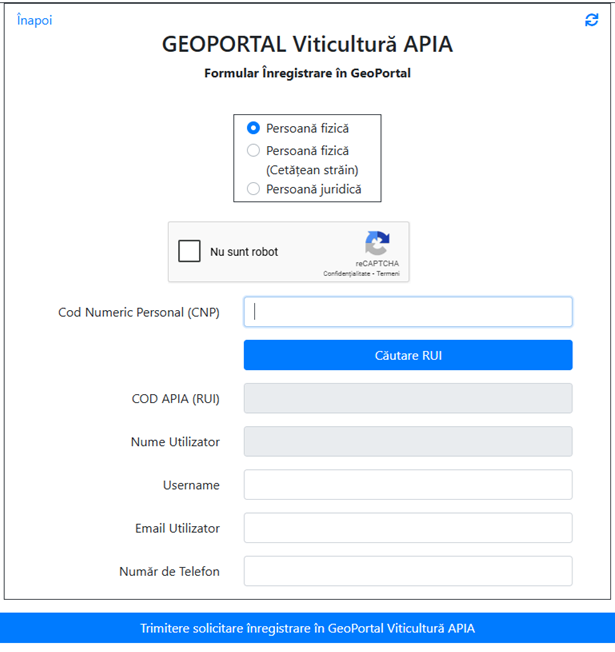 Înapoi
GEOPORTAL Viticultură APIA
Formular Înregistrare în GeoPortal
Persoană fizică
Persoană fizică
(Cetățean străin)
Persoană juridică
Nu sunt robot
reCAPTCHA
Confidențialitate - Termeni
Cod Numeric Personal (CNP)
Căutare RUI
COD APIA (RUI)
Nume Utilizator
Username
Email Utilizator
Număr de Telefon
Trimitere solicitare înregistrare în GeoPortal Viticultură APIA